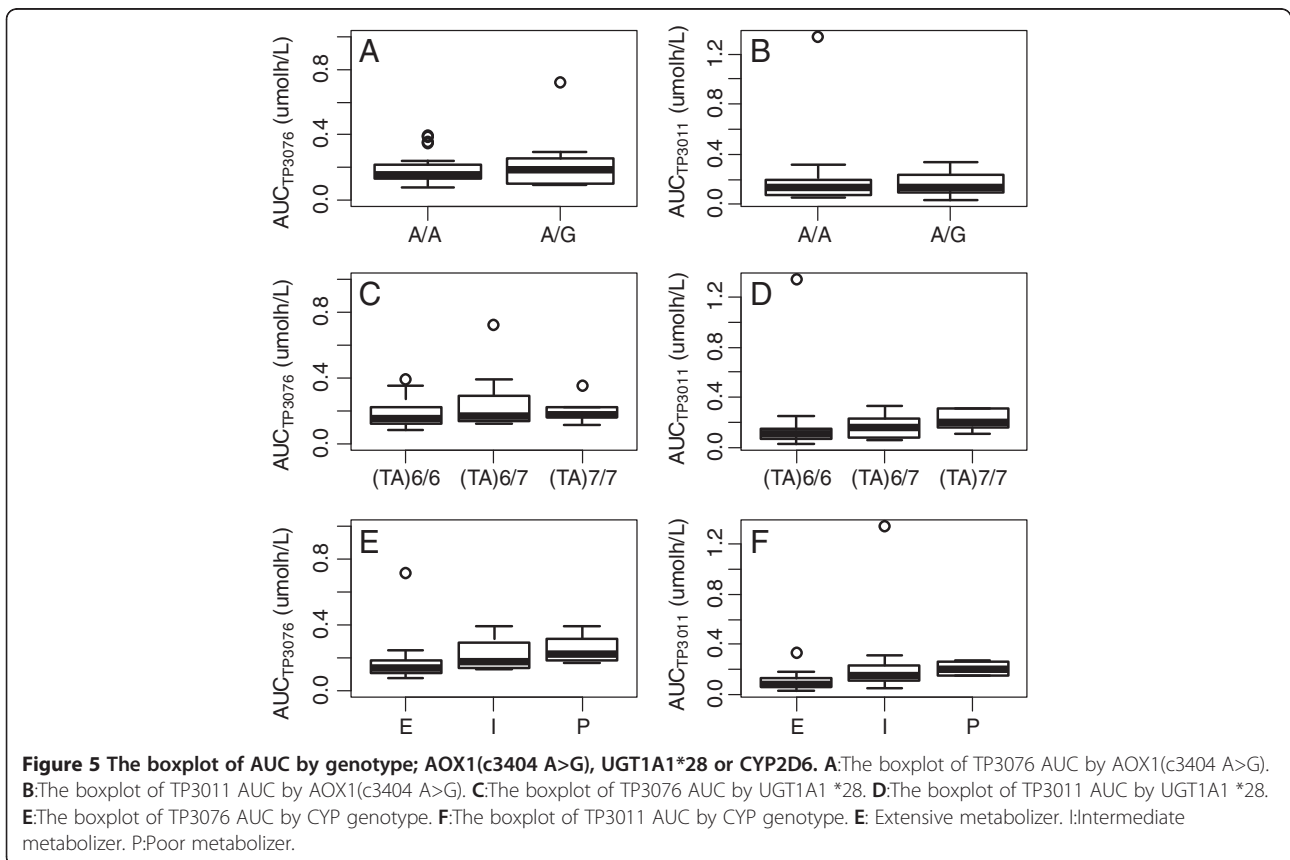 A
AUCTP3076 (umolh/L)
0.0 0.4 0.8
A/A A/G
B
AUCTP3011 (umolh/L)
0.0 0.4 0.8 1.2
A/A A/G
C
AUCTP3076 (umolh/L)
0.0 0.4 0.8
(TA)6/6 (TA)6/7 (TA)7/7
D
AUCTP3011 (umolh/L)
0.0 0.4 0.8 1.2
(TA)6/6 (TA)6/7 (TA)7/7
E
AUCTP3076 (umolh/L)
0.0 0.4 0.8
E I P
F
AUCTP3011 (umolh/L)
0.0 0.4 0.8 1.2
E I P
Figure 5 The boxplot of AUC by genotype; AOX1(c3404 A>G), UGT1A1*28 or CYP2D6. A:The boxplot of TP3076 AUC by AOX1(c3404 A>G).
B:The boxplot of TP3011 AUC by AOX1(c3404 A>G). C:The boxplot of TP3076 AUC by UGT1A1 *28. D:The boxplot of TP3011 AUC by UGT1A1 *28.
E:The boxplot of TP3076 AUC by CYP genotype. F:The boxplot of TP3011 AUC by CYP genotype. E: Extensive metabolizer. I:Intermediate
metabolizer. P:Poor metabolizer.